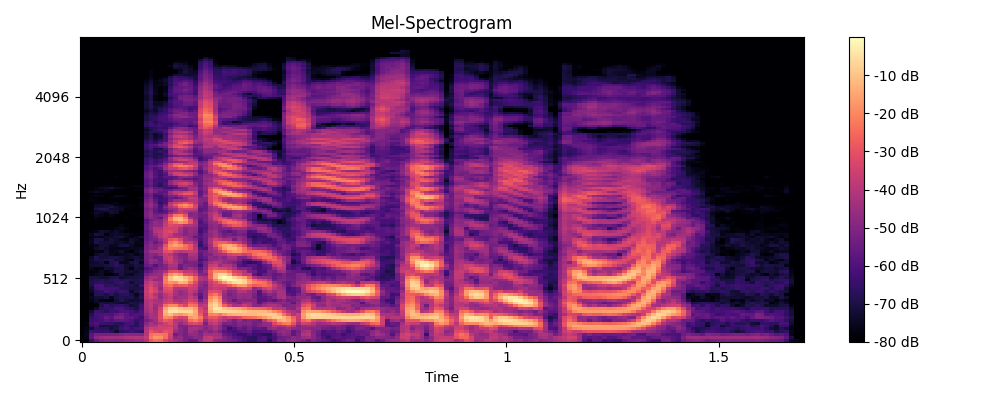 Mel-Spectrogram
Hz
4096
2048
1024
512
0
0
0.5
1
1.5
Time
-10 dB
-20 dB
-30 dB
-40 dB
-50 dB
-60 dB
-70 dB
-80 dB